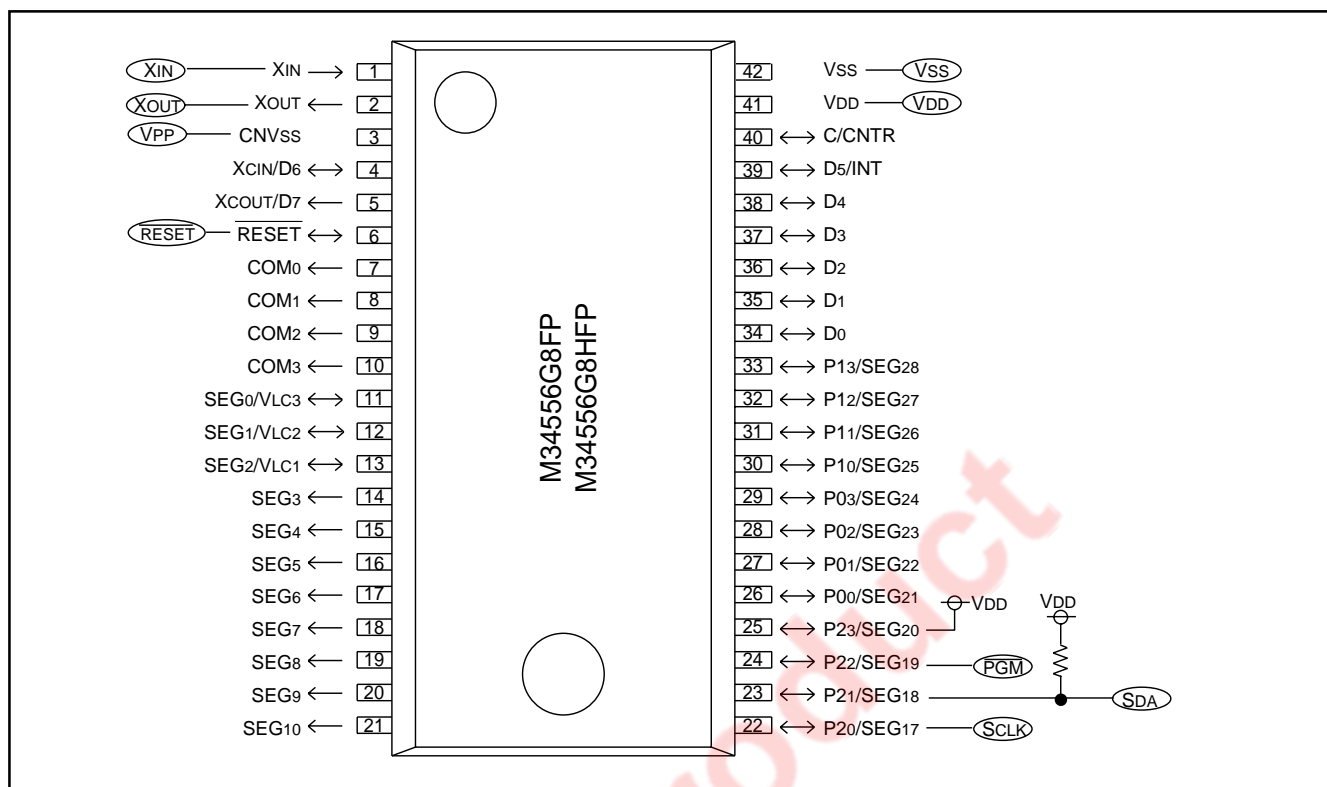 XIN XIN 1
XOUT XOUT 2
VPP CNVSS 3
XCIN/D6 4
XCOUT/D7 5
RESET RESET 6
COM0 7
COM1 8
COM2 9
COM3 10
SEG0/VLC3 11
SEG1/VLC2 12
SEG2/VLC1 13
SEG3 14
SEG4 15
SEG5 16
SEG6 17
SEG7 18
SEG8 19
SEG9 20
SEG10 21
M34556G8FP
M34556G8HFP
42 VSS VSS
41 VDD VDD
40 C/CNTR
39 D5/INT
38 D4
37 D3
36 D2
35 D1
34 D0
33 P13/SEG28
32 P12/SEG27
31 P11/SEG26
30 P10/SEG25
29 P03/SEG24
28 P02/SEG23
27 P01/SEG22
26 P00/SEG21
VDD VDD
25 P23/SEG20
24 P22/SEG19 PGM
23 P21/SEG18 SDA
22 P20/SEG17 SCLK
roduct